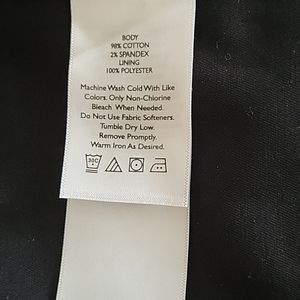 BODY
98% COTTON
2% SPANDEX
LINING
100% POLYESTER
Machine Wash Cold With Like
Colors. Only Non-Chlorine
Bleach When Needed.
Do Not Use Fabric Softeners.
Tumble Dry Low.
Remove Promptly.
Warm Iron As Desired.
30C